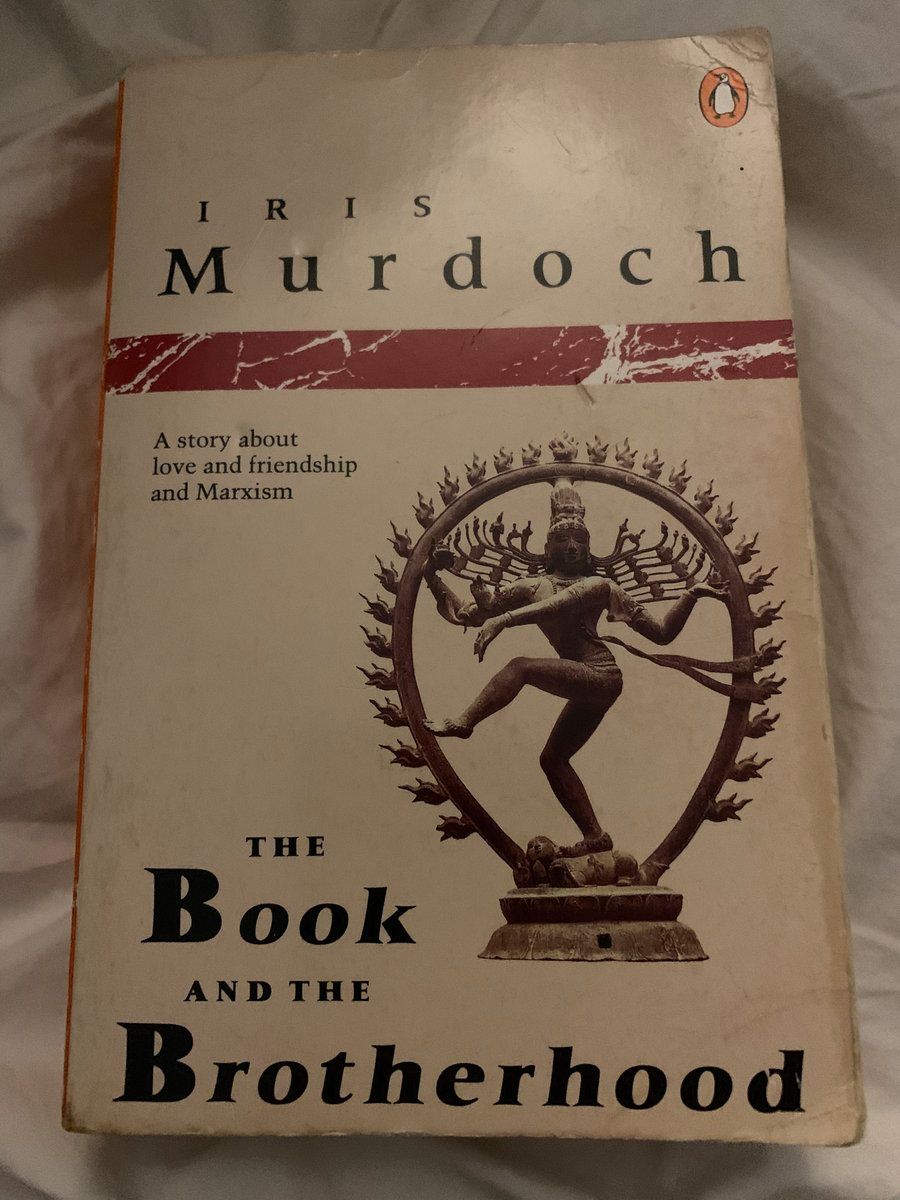 IRIS
Murdoch
A story about
love and friendship
and Marxism
THE
Book
AND THE
Brotherhood